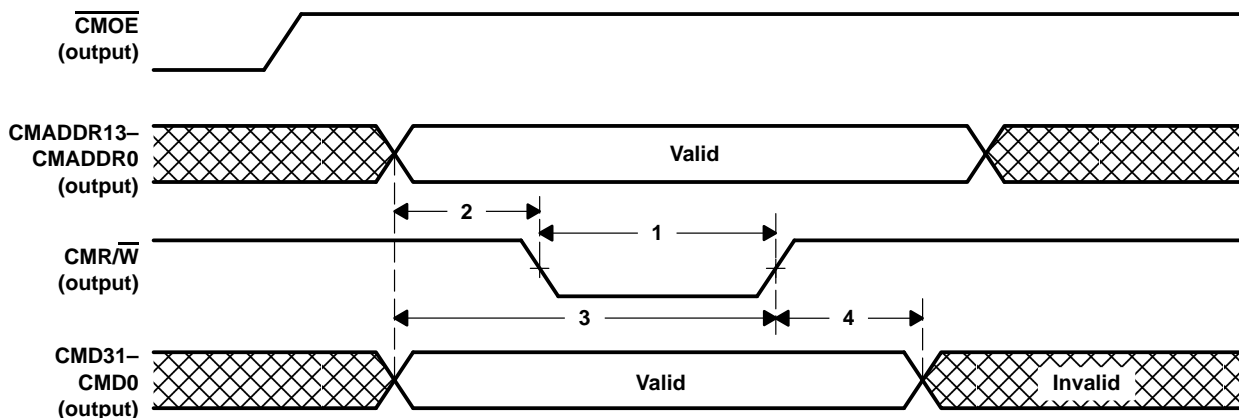 CMOE
(output)
CMADDR13–
CMADDR0
(output)
Valid
2
1
CMR/W
(output)
3
4
CMD31–
CMD0
(output)
Valid
Invalid